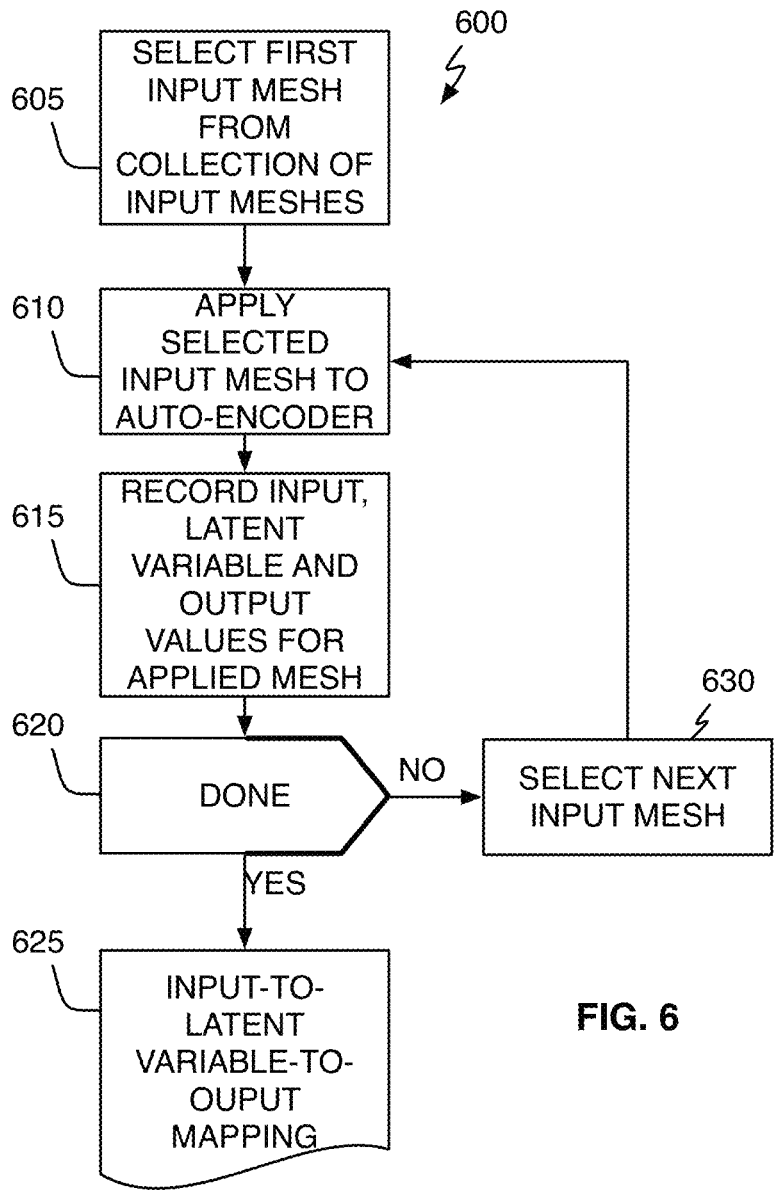 600
605
SELECT FIRST
INPUT MESH
FROM
COLLECTION OF
INPUT MESHES
610
APPLY
SELECTED
INPUT MESH TO
AUTO-ENCODER
615
RECORD INPUT,
LATENT
VARIABLE AND
OUTPUT
VALUES FOR
APPLIED MESH
620
DONE
NO
630
SELECT NEXT
INPUT MESH
YES
625
INPUT-TO-
LATENT
VARIABLE-TO-
OUPUT
MAPPING
FIG. 6